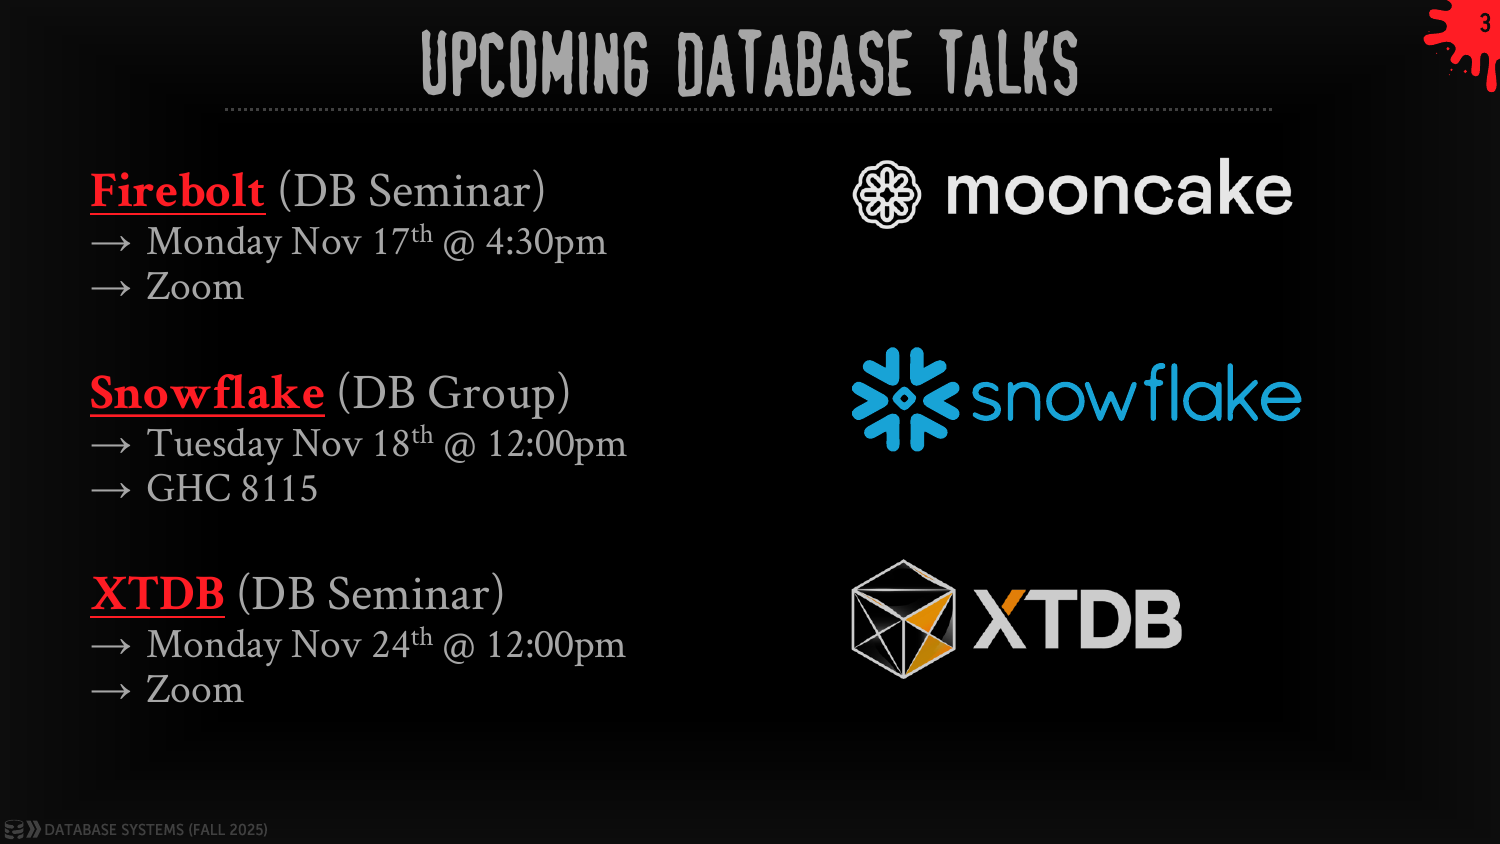 3
UPCOMING DATABASE TALKS
Firebolt (DB Seminar)
→ Monday Nov 17th @ 4:30pm
→ Zoom
mooncake
Snowflake (DB Group)
→ Tuesday Nov 18th @ 12:00pm
→ GHC 8115
snowflake
XTDB (DB Seminar)
→ Monday Nov 24th @ 12:00pm
→ Zoom
XTDB
DATABASE SYSTEMS (FALL 2025)